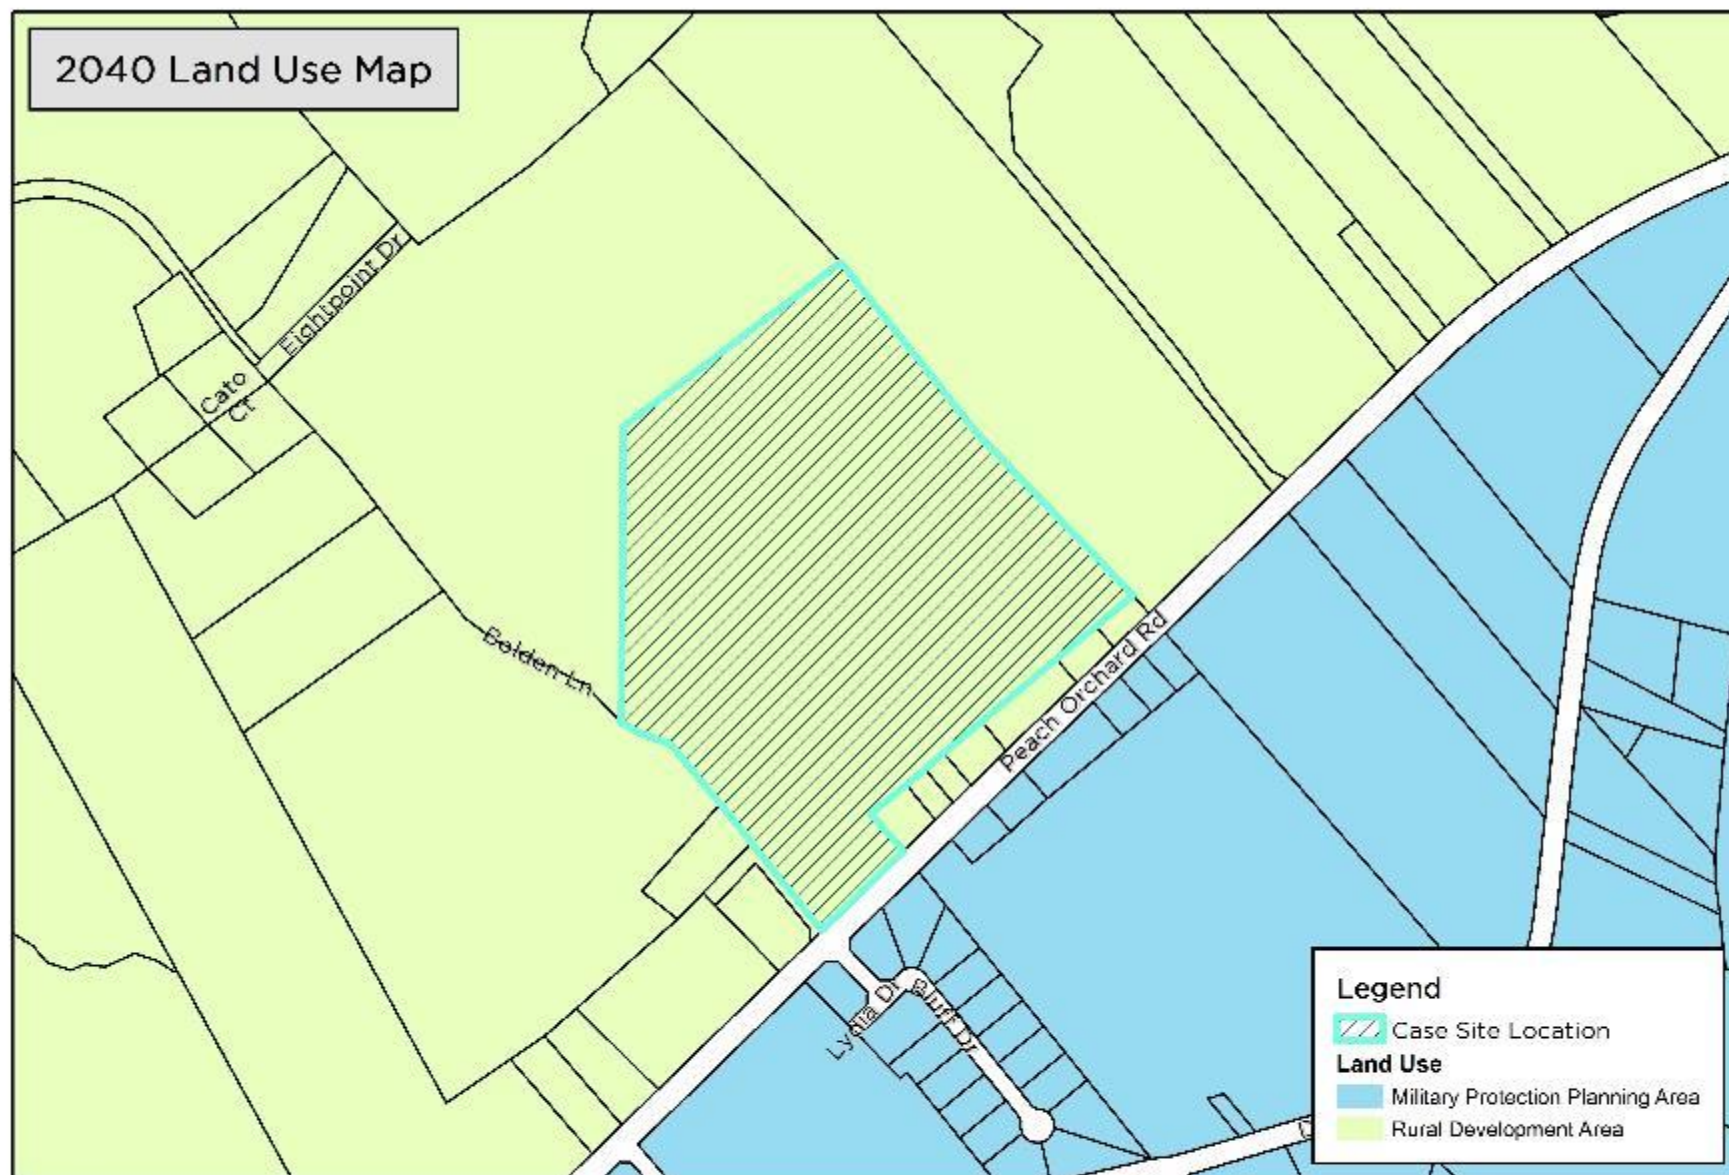 2040 Land Use Map
Eightpoint Dr
Cato
Ct
Bolden Ln
Peach Orchard Rd
Lydia Dr
Bluff Dr
Legend
Case Site Location
Land Use
Military Protection Planning Area
Rural Development Area